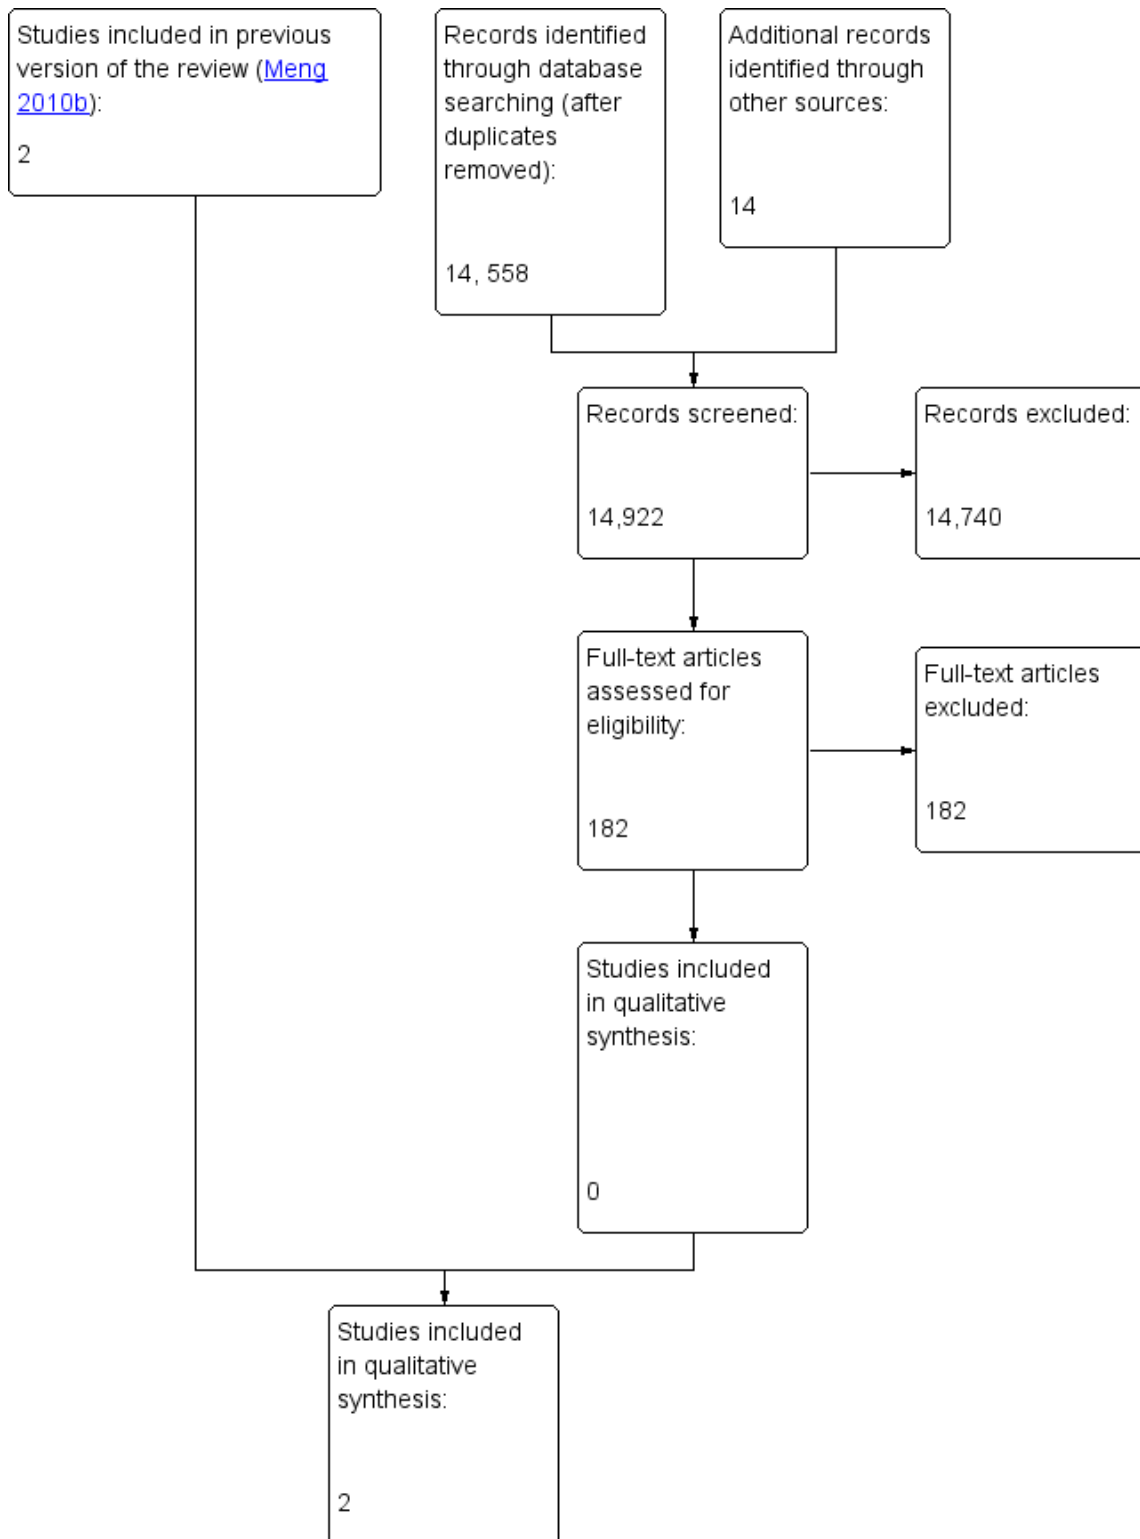 Studies included in previous
version of the review (Meng
2010b):
2
Records identified
through database
searching (after
duplicates
removed):
14, 558
Additional records
identified through
other sources:
14
Records screened:
14,922
Records excluded:
14,740
Full-text articles
assessed for
eligibility:
182
Full-text articles
excluded:
182
Studies included
in qualitative
synthesis:
0
Studies included
in qualitative
synthesis:
2